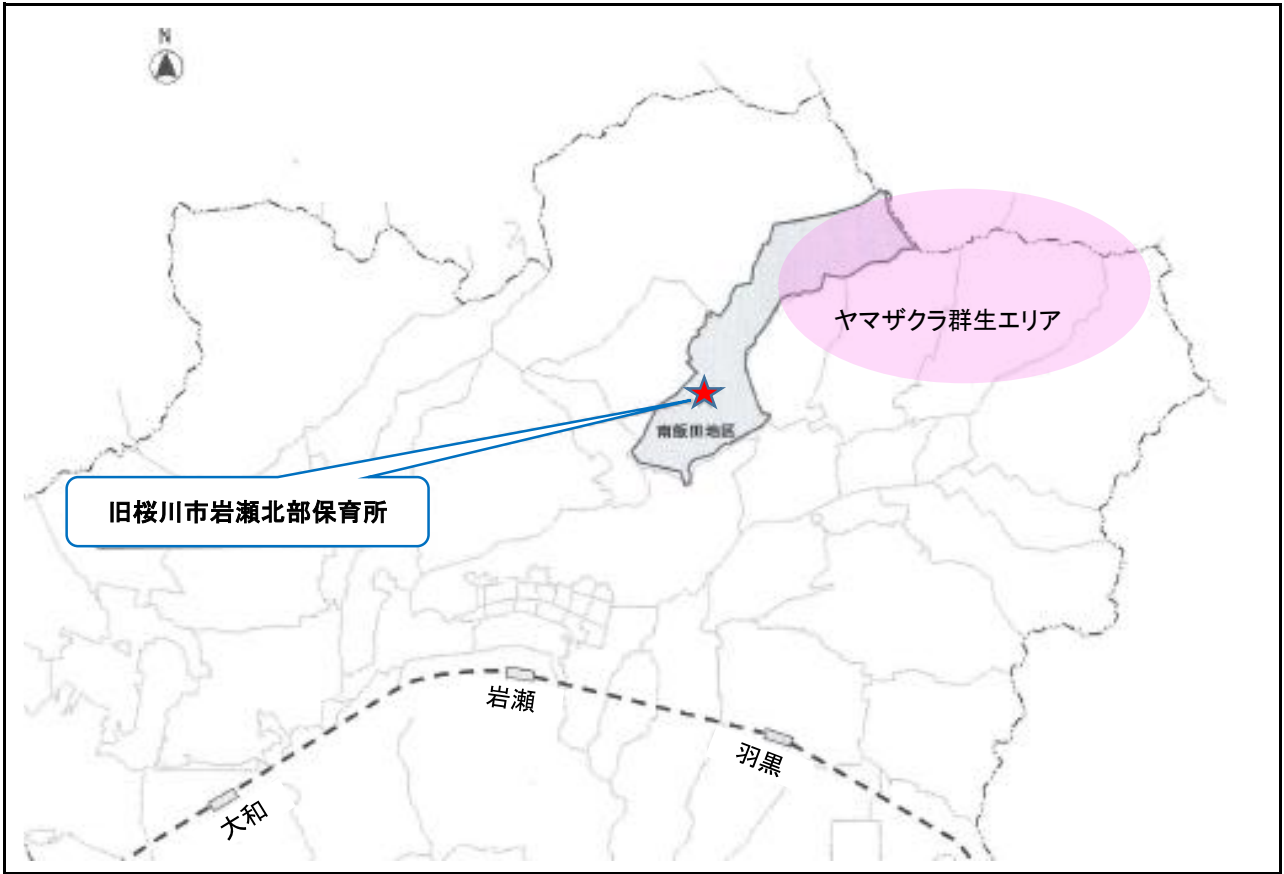 N
ヤマザクラ群生エリア
南飯田地区
旧桜川市岩瀬北部保育所
岩瀬
羽黒
大和